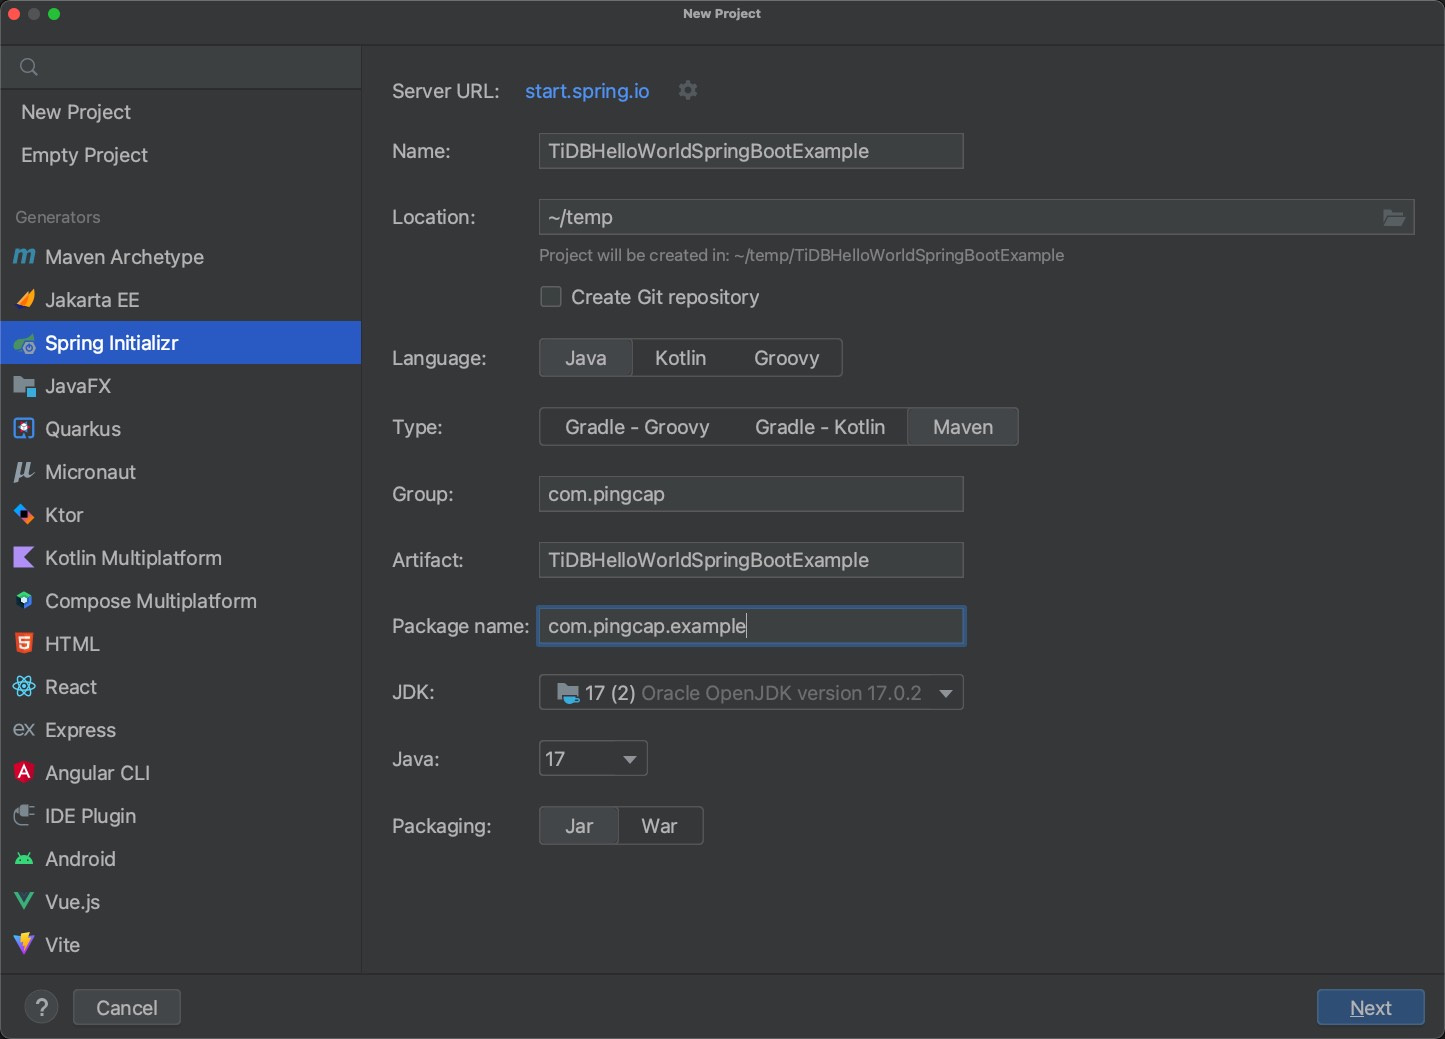 New Project
New Project
Empty Project
Generators
Maven Archetype
Jakarta EE
Spring Initializr
JavaFX
Quarkus
Micronaut
Ktor
Kotlin Multiplatform
Compose Multiplatform
HTML
React
ex Express
Angular CLI
IDE Plugin
Android
Vue.js
Vite
Server URL: start.spring.io
Name: TiDBHelloWorldSpringBootExample
Location: ~/temp
Project will be created in: ~/temp/TiDBHelloWorldSpringBootExample
Create Git repository
Language: Java Kotlin Groovy
Type: Gradle - Groovy Gradle - Kotlin Maven
Group: com.pingcap
Artifact: TiDBHelloWorldSpringBootExample
Package name: com.pingcap.example
JDK: 17 (2) Oracle OpenJDK version 17.0.2
Java: 17
Packaging: Jar War
? Cancel Next